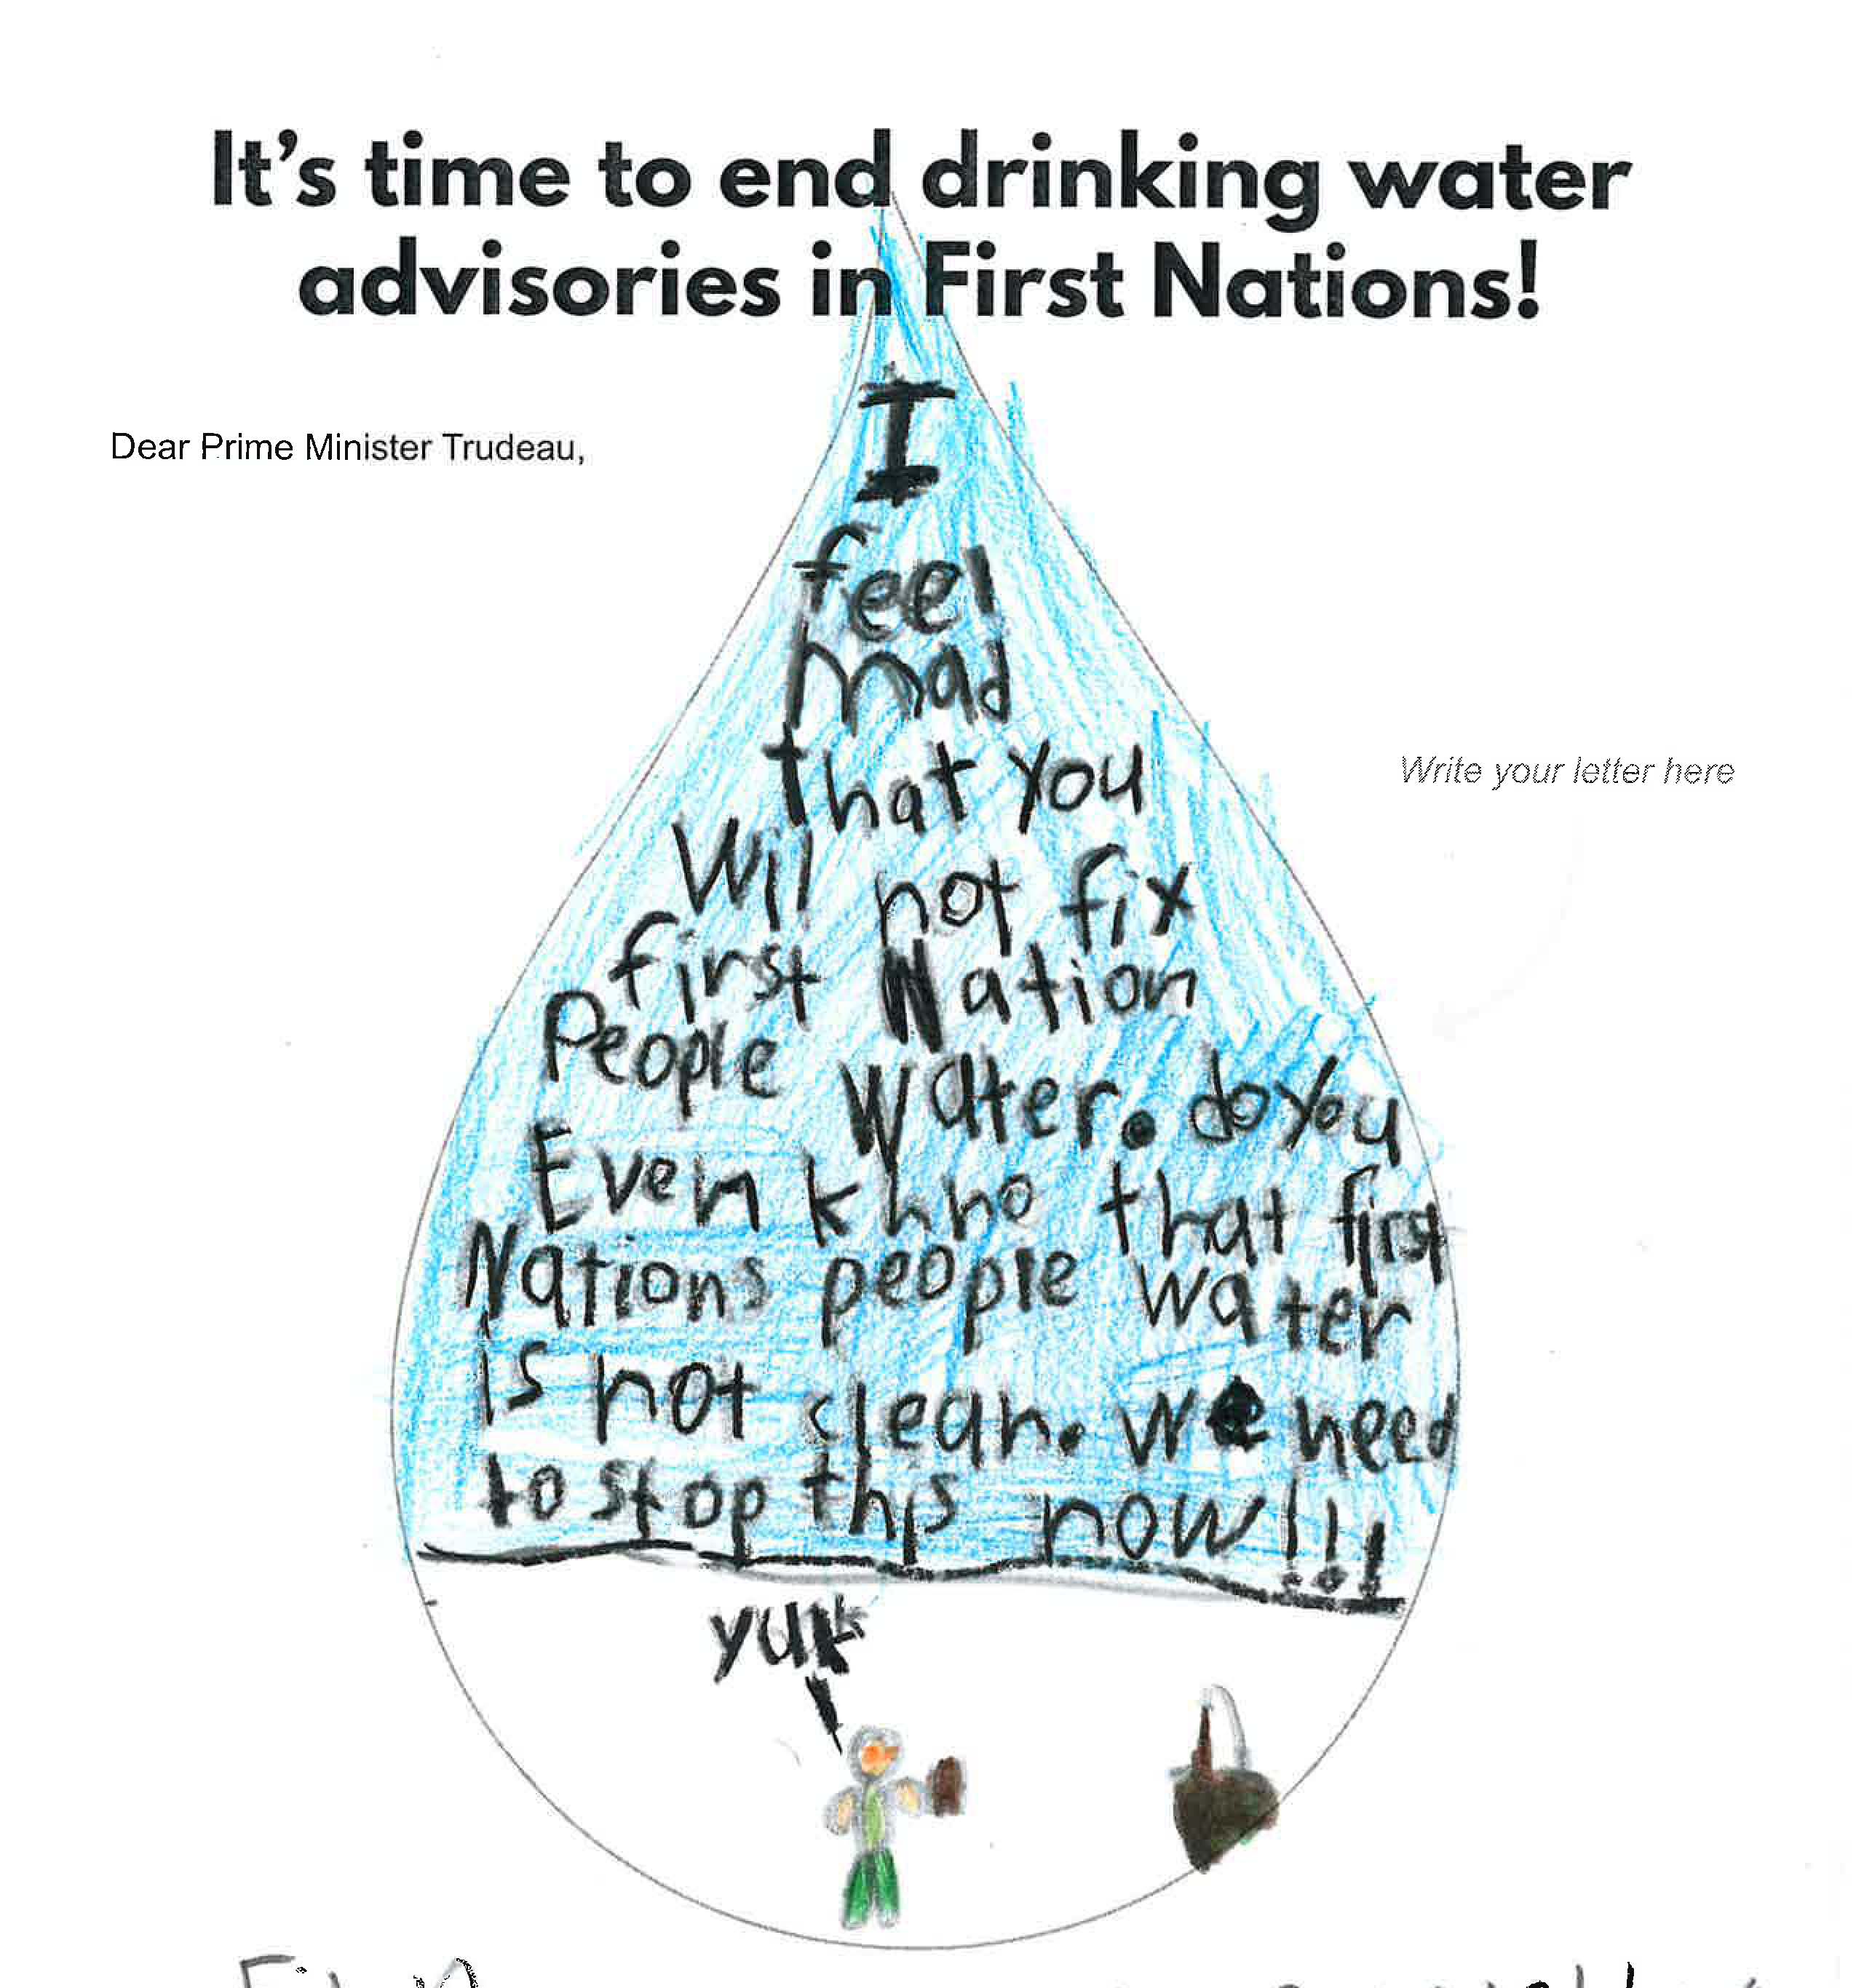 It's time to end drinking water
advisories in First Nations!
Dear Prime Minister Trudeau,
I
feel
mad
that you
Write your letter here
Wil not fix
first Nation
People Water. do you
Even khno that first
Nations people water
is not clean. we need
to stop this now!!!
yuk